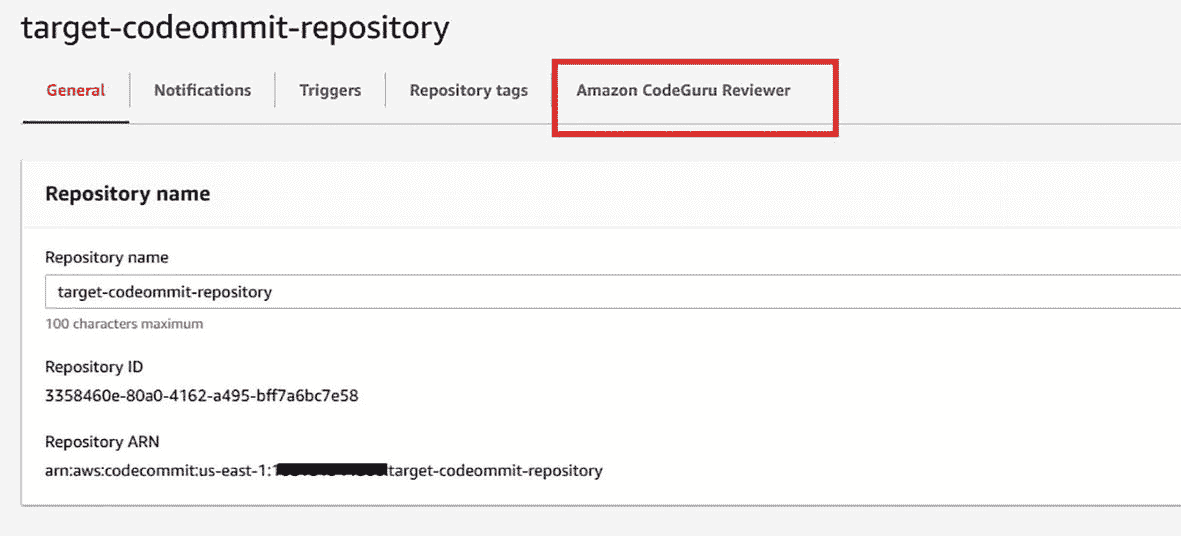 target-codeommit-repository
General Notifications Triggers Repository tags Amazon CodeGuru Reviewer
Repository name
Repository name
target-codeommit-repository
100 characters maximum
Repository ID
3358460e-80a0-4162-a495-bff7a6bc7e58
Repository ARN
arn:aws:codecommit:us-east-1: target-codeommit-repository